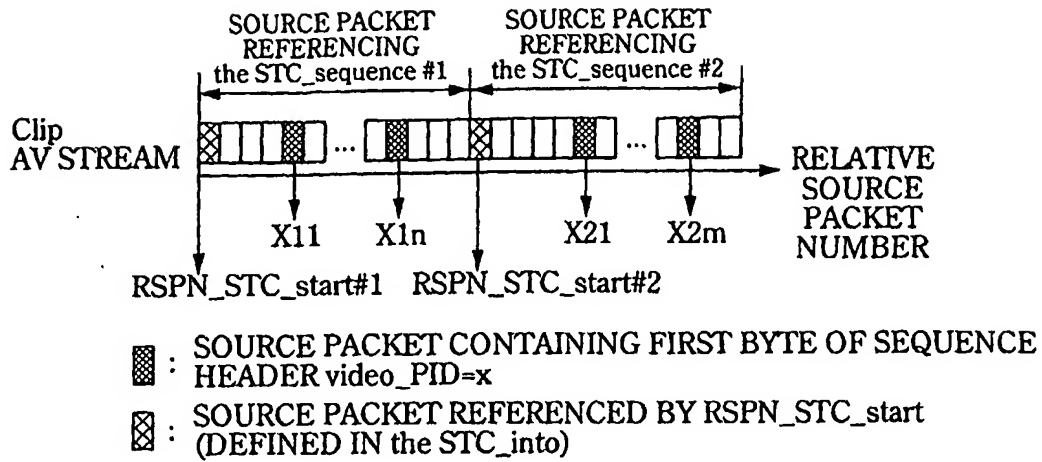 SOURCE PACKET
REFERENCING
the STC_sequence #1
SOURCE PACKET
REFERENCING
the STC_sequence #2
Clip
AV STREAM
...
...
RELATIVE
SOURCE
PACKET
NUMBER
X11
X1n
X21
X2m
RSPN_STC_start#1
RSPN_STC_start#2
: SOURCE PACKET CONTAINING FIRST BYTE OF SEQUENCE
HEADER video_PID=x
: SOURCE PACKET REFERENCED BY RSPN_STC_start
(DEFINED IN the STC_into)